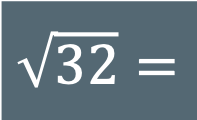 √32 =